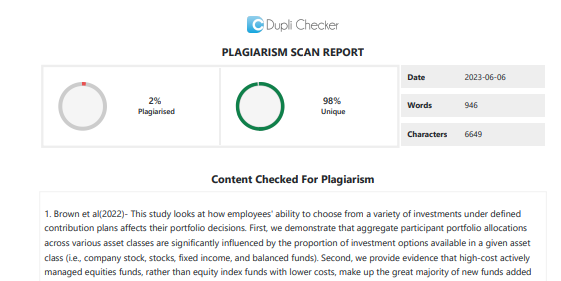 Dupli Checker
PLAGIARISM SCAN REPORT
2%
Plagiarised
98%
Unique
Date 2023-06-06
Words 946
Characters 6649
Content Checked For Plagiarism
1. Brown et al(2022)- This study looks at how employees' ability to choose from a variety of investments under defined
contribution plans affects their portfolio decisions. First, we demonstrate that aggregate participant portfolio allocations
across various asset classes are significantly influenced by the proportion of investment options available in a given asset
class (i.e., company stock, stocks, fixed income, and balanced funds). Second, we provide evidence that high-cost actively
managed equities funds, rather than equity index funds with lower costs, make up the great majority of new funds added